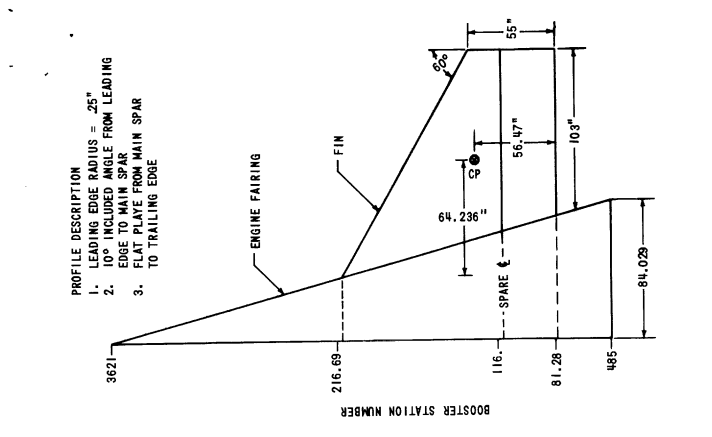 PROFILE DESCRIPTION
1. LEADING EDGE RADIUS = .25"
2. 10° INCLUDED ANGLE FROM LEADING
EDGE TO MAIN SPAR
3. FLAT PLAYE FROM MAIN SPAR
TO TRAILING EDGE
ENGINE FAIRING
FIN
60°
55"
CP
56.47"
64.236"
103"
SPARE ℄
84.029
3621
216.69
116.
81.28
485
BOOSTER STATION NUMBER